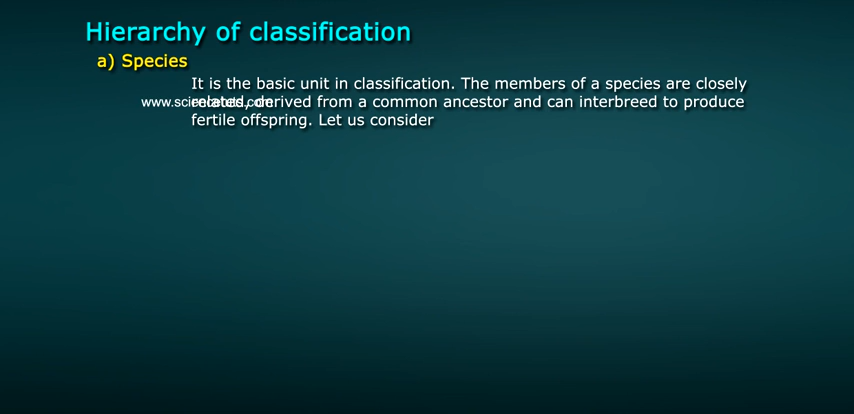 Hierarchy of classification
a) Species
It is the basic unit in classification. The members of a species are closely
related, derived from a common ancestor and can interbreed to produce
fertile offspring. Let us consider